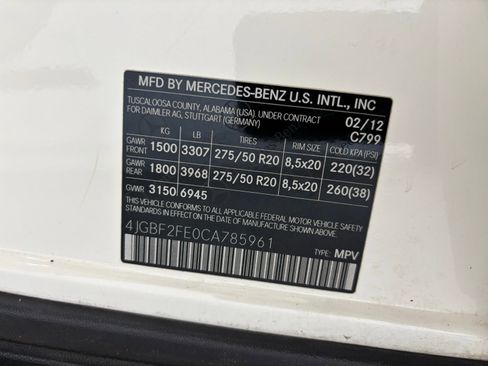 MFD BY MERCEDES-BENZ U.S. INTL., INC
TUSCALOOSA COUNTY, ALABAMA (USA). UNDER CONTRACT
FOR DAIMLER AG, STUTTGART (GERMANY) 02/12
C799
KG LB TIRES RIM SIZE COLD KPA (PSI)
GAWR FRONT 1500 3307 275/50 R20 8,5x20 220(32)
GAWR REAR 1800 3968 275/50 R20 8,5x20 260(38)
GVWR 3150 6945
THIS VEHICLE CONFORMS TO ALL APPLICABLE FEDERAL MOTOR VEHICLE SAFETY
STANDARDS IN EFFECT ON THE DATE OF MANUFACTURE SHOWN ABOVE.
4JGBF2FE0CA785961
TYPE: MPV